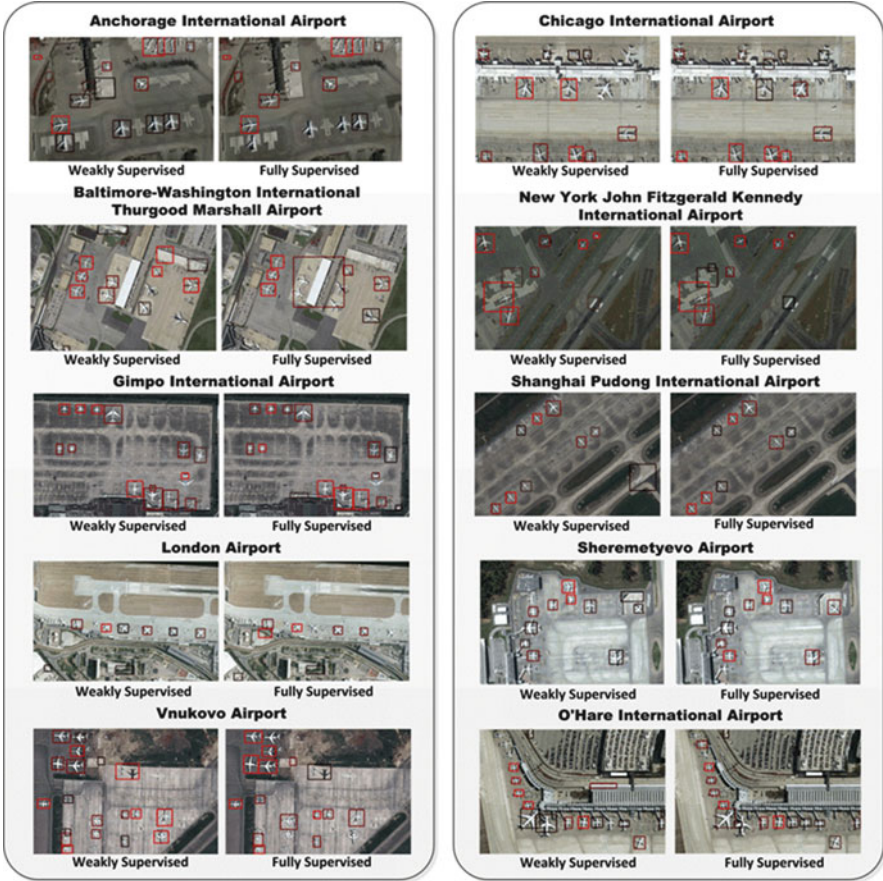 Anchorage International Airport
Weakly Supervised
Fully Supervised
Baltimore-Washington International
Thurgood Marshall Airport
Weakly Supervised
Fully Supervised
Gimpo International Airport
Weakly Supervised
Fully Supervised
London Airport
Weakly Supervised
Fully Supervised
Vnukovo Airport
Weakly Supervised
Fully Supervised
Chicago International Airport
Weakly Supervised
Fully Supervised
New York John Fitzgerald Kennedy
International Airport
Weakly Supervised
Fully Supervised
Shanghai Pudong International Airport
Weakly Supervised
Fully Supervised
Sheremetyevo Airport
Weakly Supervised
Fully Supervised
O'Hare International Airport
Weakly Supervised
Fully Supervised